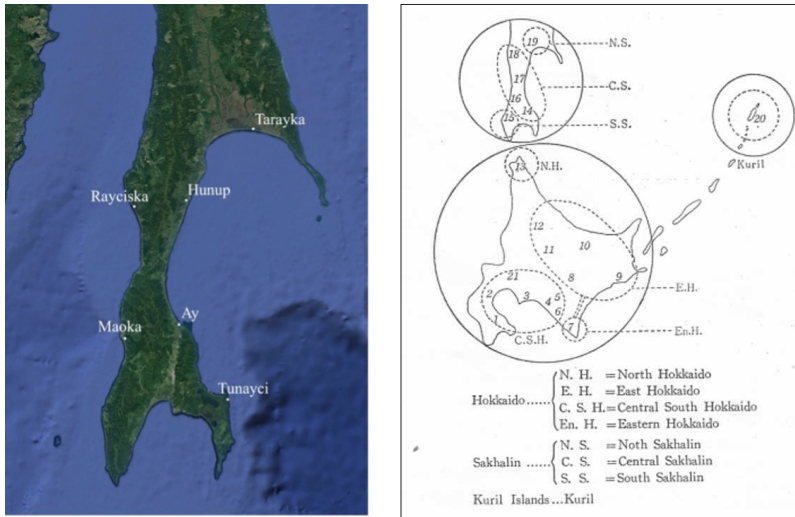 Tarayka
Rayciska
Hunup
Ay
Maoka
Tunayci
19
N.S.
18
17
C.S.
16
14
15
S.S.
20
Kuril
13
N.H.
12
11
10
21
8
9
2
3
4
5
6
E.H.
1
7
En.H.
C.S.H.
Hokkaido
N. H. =North Hokkaido
E. H. =East Hokkaido
C. S. H.=Central South Hokkaido
En. H. =Eastern Hokkaido
Sakhalin
N. S. =Noth Sakhalin
C. S. =Central Sakhalin
S. S. =South Sakhalin
Kuril Islands...Kuril